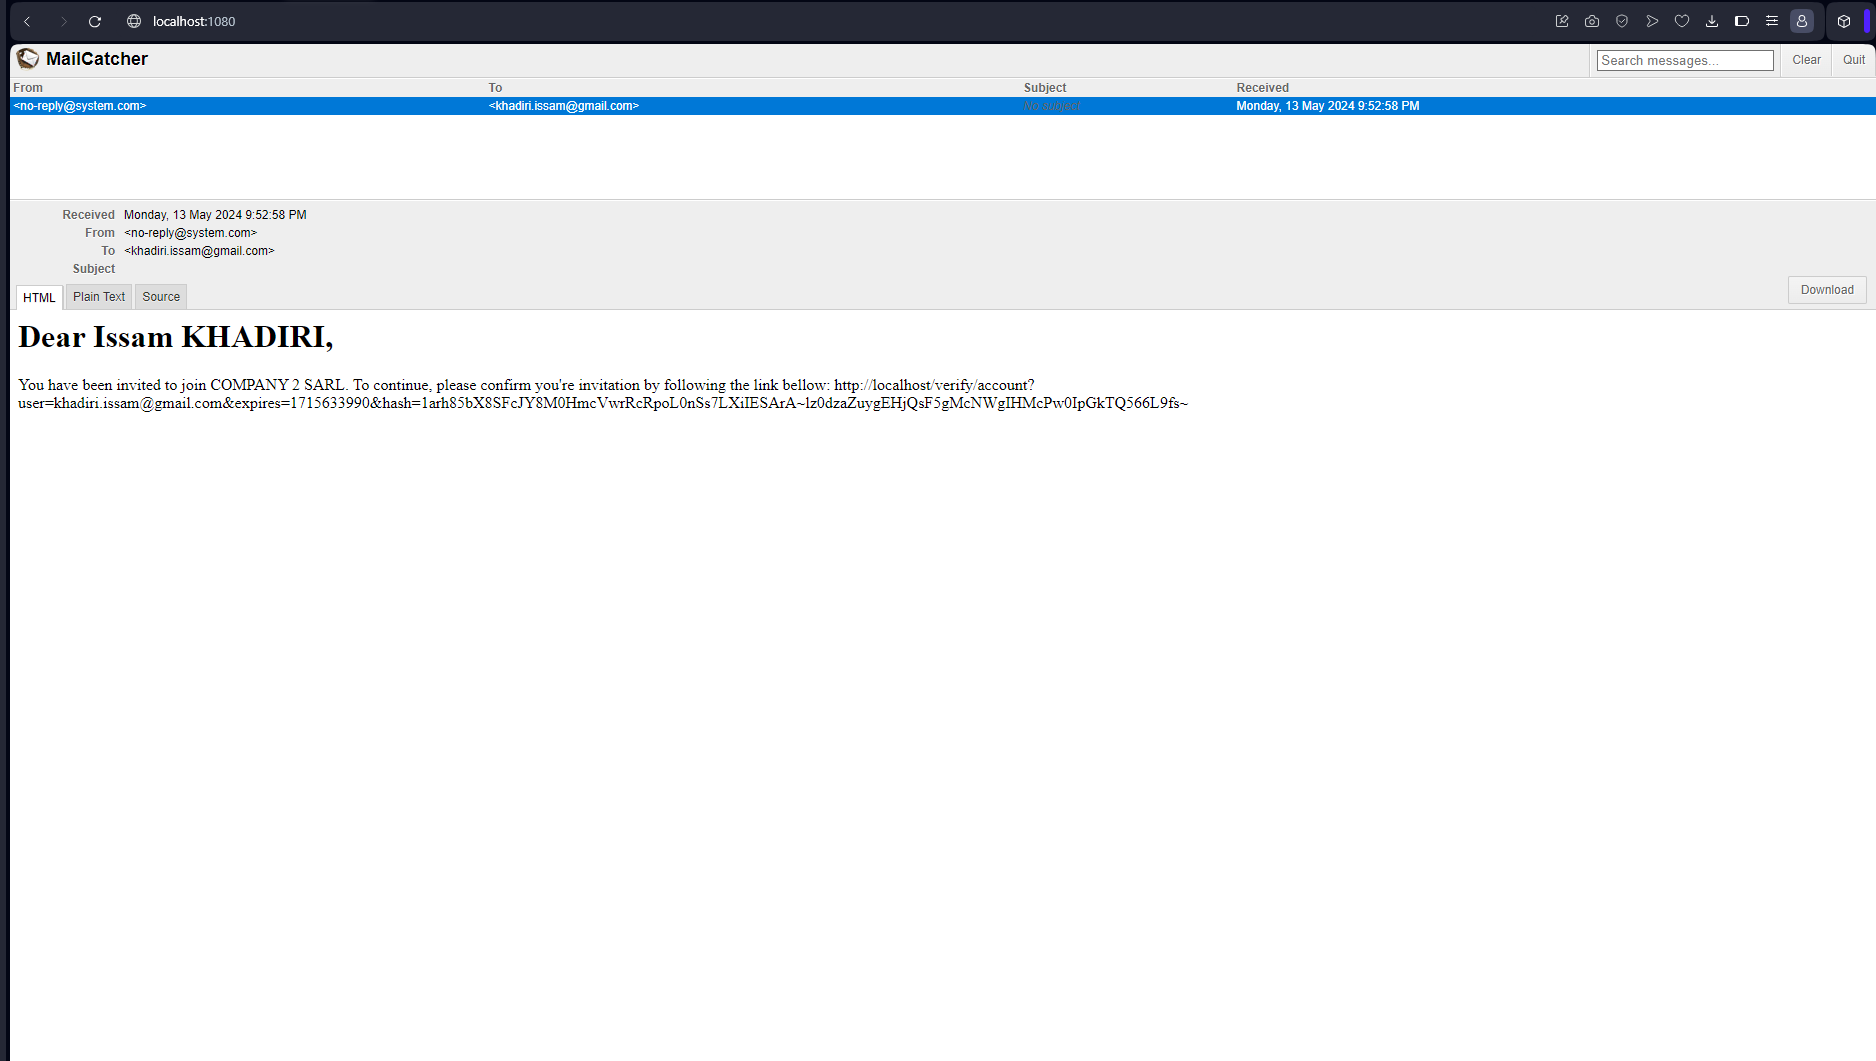 localhost:1080
MailCatcher
Search messages...
Clear
Quit
From To Subject Received
<no-reply@system.com> <khadiri.issam@gmail.com> No subject Monday, 13 May 2024 9:52:58 PM
Received Monday, 13 May 2024 9:52:58 PM
From <no-reply@system.com>
To <khadiri.issam@gmail.com>
Subject
HTML Plain Text Source
Download
Dear Issam KHADIRI,
You have been invited to join COMPANY 2 SARL. To continue, please confirm you're invitation by following the link bellow: http://localhost/verify/account?
user=khadiri.issam@gmail.com&expires=1715633990&hash=1arh85bX8SFcJY8M0HmcVwrRcRpoL0nSs7LXiIESArA~lz0dzaZuygEHjQsF5gMcNWgIHMcPw0IpGkTQ566L9fs~